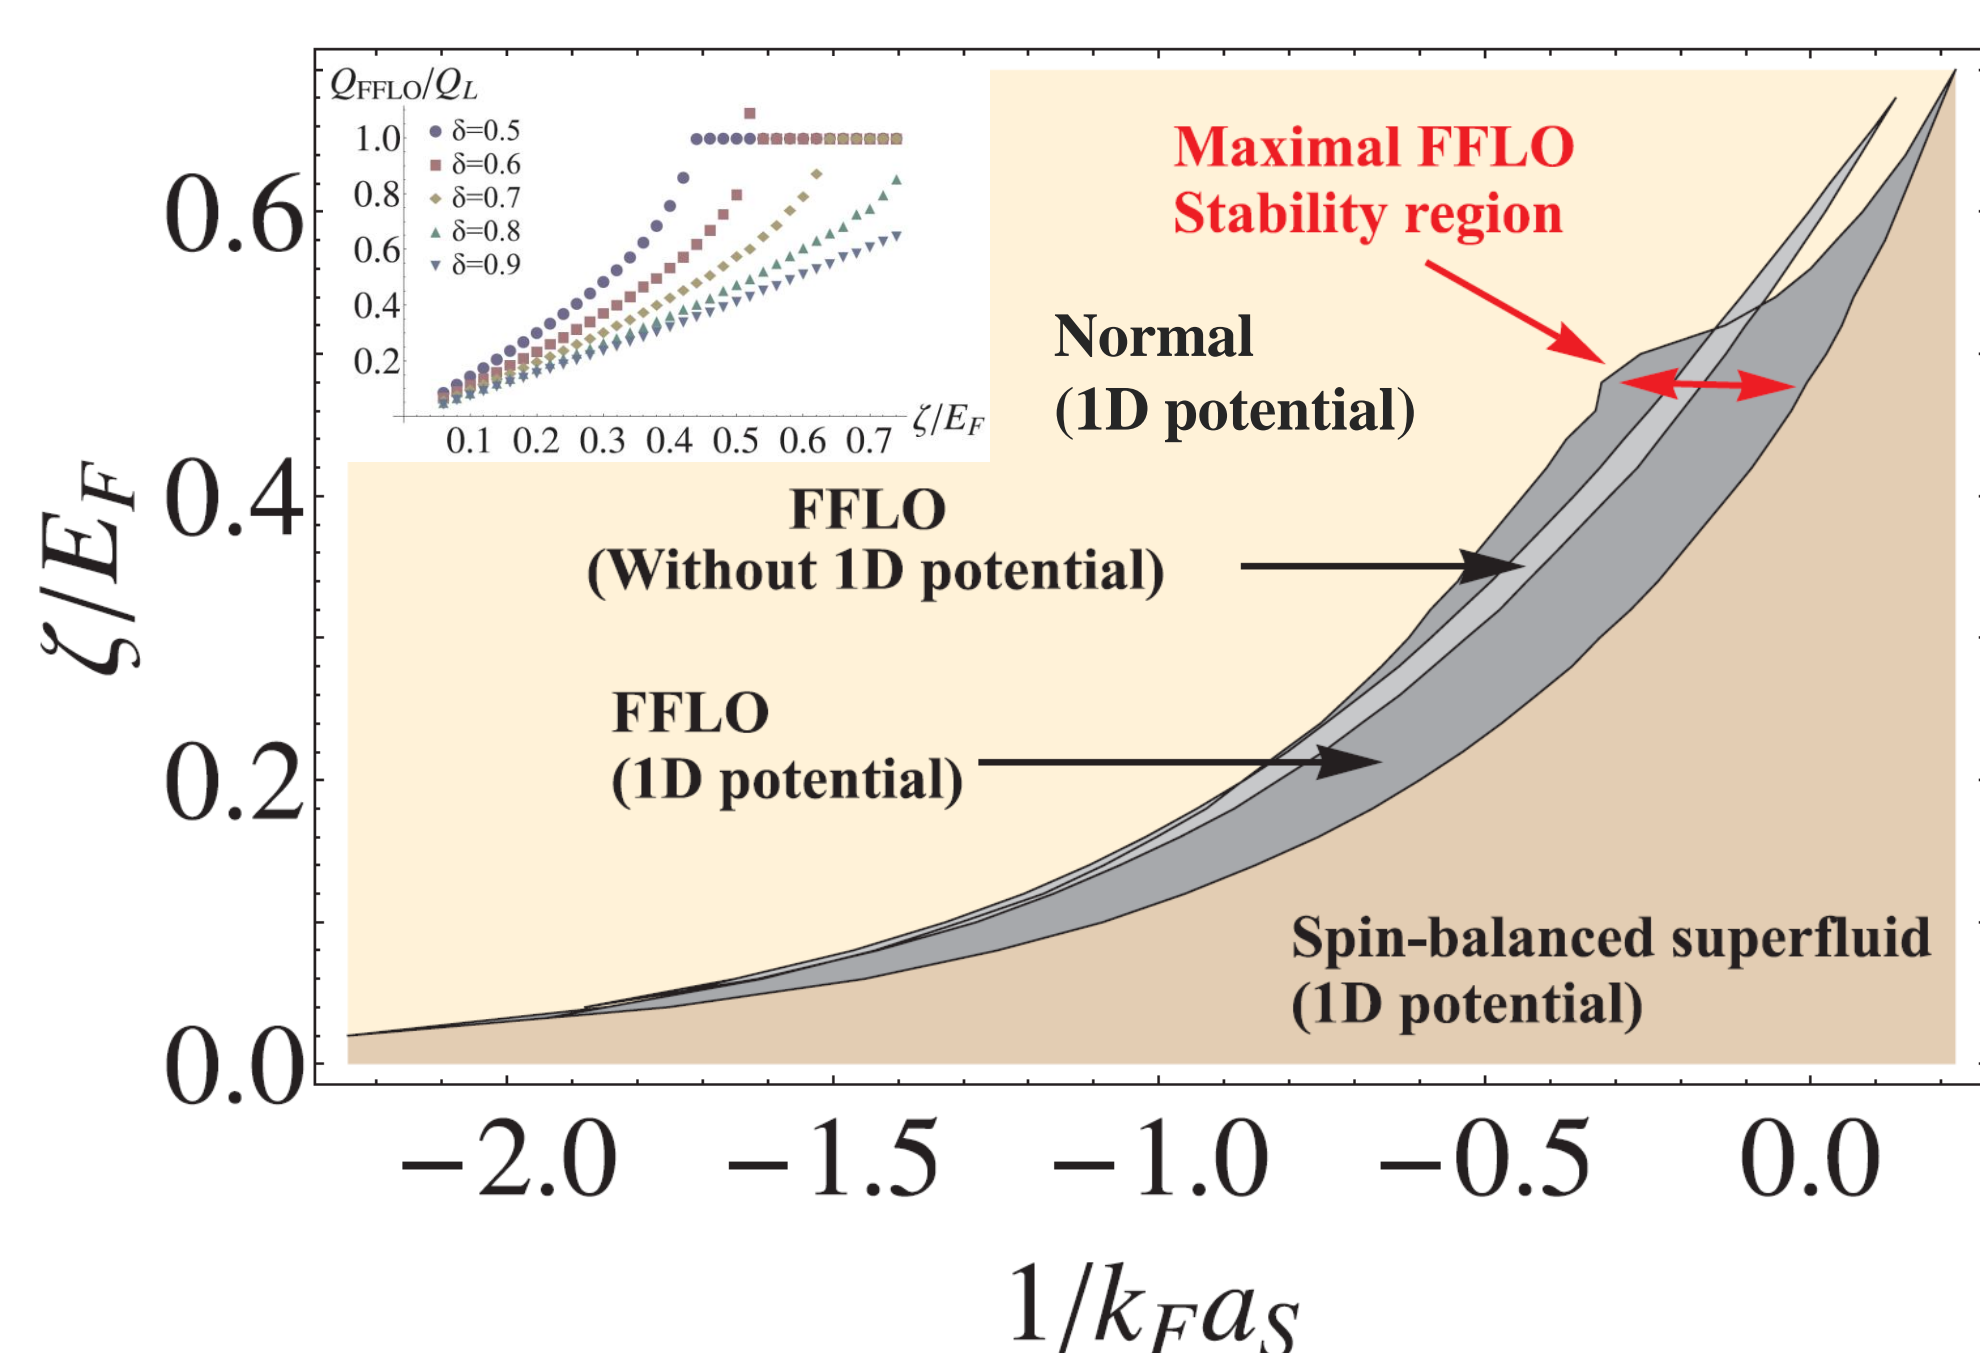 Q_FFLO/Q_L
δ=0.5
δ=0.6
δ=0.7
δ=0.8
δ=0.9
1.0
0.8
0.6
0.4
0.2
0.1 0.2 0.3 0.4 0.5 0.6 0.7
ζ/E_F
Maximal FFLO
Stability region
Normal
(1D potential)
FFLO
(Without 1D potential)
FFLO
(1D potential)
Spin-balanced superfluid
(1D potential)
ζ/E_F
0.6
0.4
0.2
0.0
−2.0 −1.5 −1.0 −0.5 0.0
1/k_F a_S